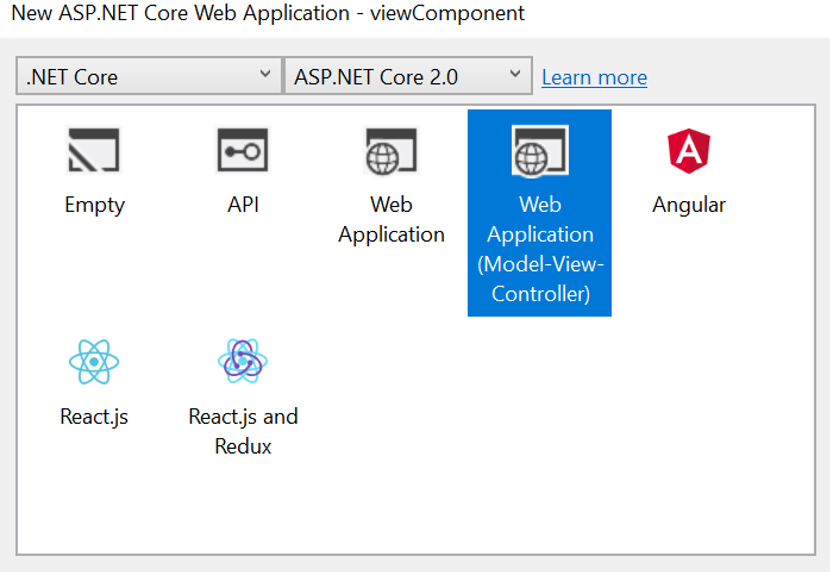 New ASP.NET Core Web Application - viewComponent
.NET Core
ASP.NET Core 2.0
Learn more
Empty
API
Web
Application
Web
Application
(Model-View-
Controller)
Angular
React.js
React.js and
Redux